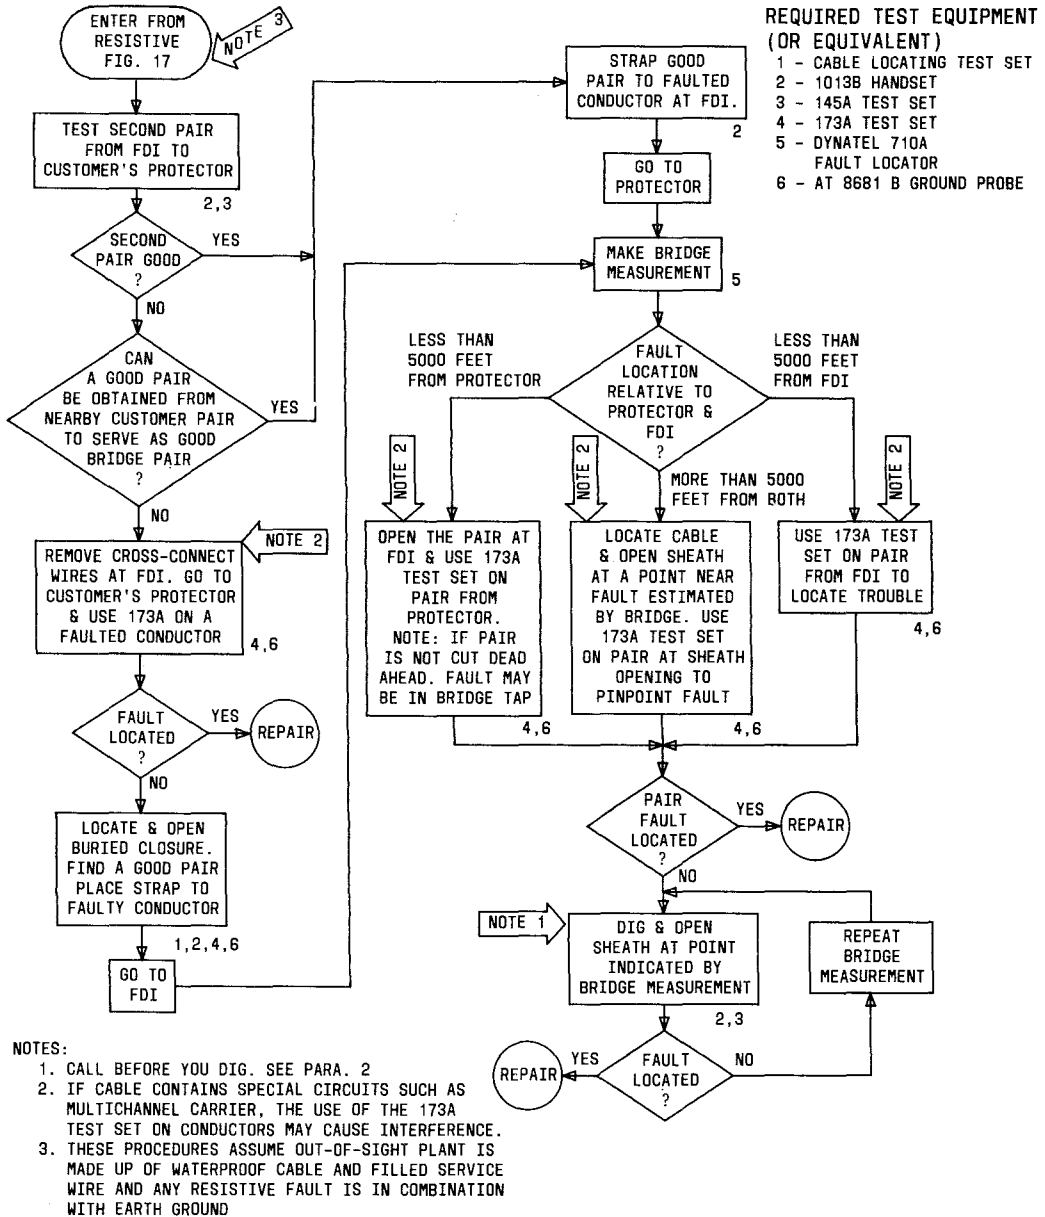 ENTER FROM
RESISTIVE
FIG. 17
NOTE 3
TEST SECOND PAIR
FROM FDI TO
CUSTOMER'S PROTECTOR
2,3
SECOND
PAIR GOOD
?
YES
NO
CAN
A GOOD PAIR
BE OBTAINED FROM
NEARBY CUSTOMER PAIR
TO SERVE AS GOOD
BRIDGE PAIR
?
YES
NO
NOTE 2
REMOVE CROSS-CONNECT
WIRES AT FDI. GO TO
CUSTOMER'S PROTECTOR
& USE 173A ON A
FAULTED CONDUCTOR
4,6
FAULT
LOCATED
?
YES
REPAIR
NO
LOCATE & OPEN
BURIED CLOSURE.
FIND A GOOD PAIR
PLACE STRAP TO
FAULTY CONDUCTOR
1,2,4,6
GO TO
FDI
STRAP GOOD
PAIR TO FAULTED
CONDUCTOR AT FDI.
2
GO TO
PROTECTOR
MAKE BRIDGE
MEASUREMENT
5
FAULT
LOCATION
RELATIVE TO
PROTECTOR &
FDI
?
LESS THAN
5000 FEET
FROM PROTECTOR
LESS THAN
5000 FEET
FROM FDI
MORE THAN 5000
FEET FROM BOTH
NOTE 2
OPEN THE PAIR AT
FDI & USE 173A
TEST SET ON
PAIR FROM
PROTECTOR.
NOTE: IF PAIR
IS NOT CUT DEAD
AHEAD. FAULT MAY
BE IN BRIDGE TAP
4,6
NOTE 2
LOCATE CABLE
& OPEN SHEATH
AT A POINT NEAR
FAULT ESTIMATED
BY BRIDGE. USE
173A TEST SET
ON PAIR AT SHEATH
OPENING TO
PINPOINT FAULT
4,6
NOTE 2
USE 173A TEST
SET ON PAIR
FROM FDI TO
LOCATE TROUBLE
4,6
PAIR
FAULT
LOCATED
?
YES
REPAIR
NO
NOTE 1
DIG & OPEN
SHEATH AT POINT
INDICATED BY
BRIDGE MEASUREMENT
2,3
REPEAT
BRIDGE
MEASUREMENT
FAULT
LOCATED
?
YES
REPAIR
NO
REQUIRED TEST EQUIPMENT
(OR EQUIVALENT)
1 - CABLE LOCATING TEST SET
2 - 1013B HANDSET
3 - 145A TEST SET
4 - 173A TEST SET
5 - DYNATEL 710A
FAULT LOCATOR
6 - AT 8681 B GROUND PROBE
NOTES:
1. CALL BEFORE YOU DIG. SEE PARA. 2
2. IF CABLE CONTAINS SPECIAL CIRCUITS SUCH AS
MULTICHANNEL CARRIER, THE USE OF THE 173A
TEST SET ON CONDUCTORS MAY CAUSE INTERFERENCE.
3. THESE PROCEDURES ASSUME OUT-OF-SIGHT PLANT IS
MADE UP OF WATERPROOF CABLE AND FILLED SERVICE
WIRE AND ANY RESISTIVE FAULT IS IN COMBINATION
WITH EARTH GROUND